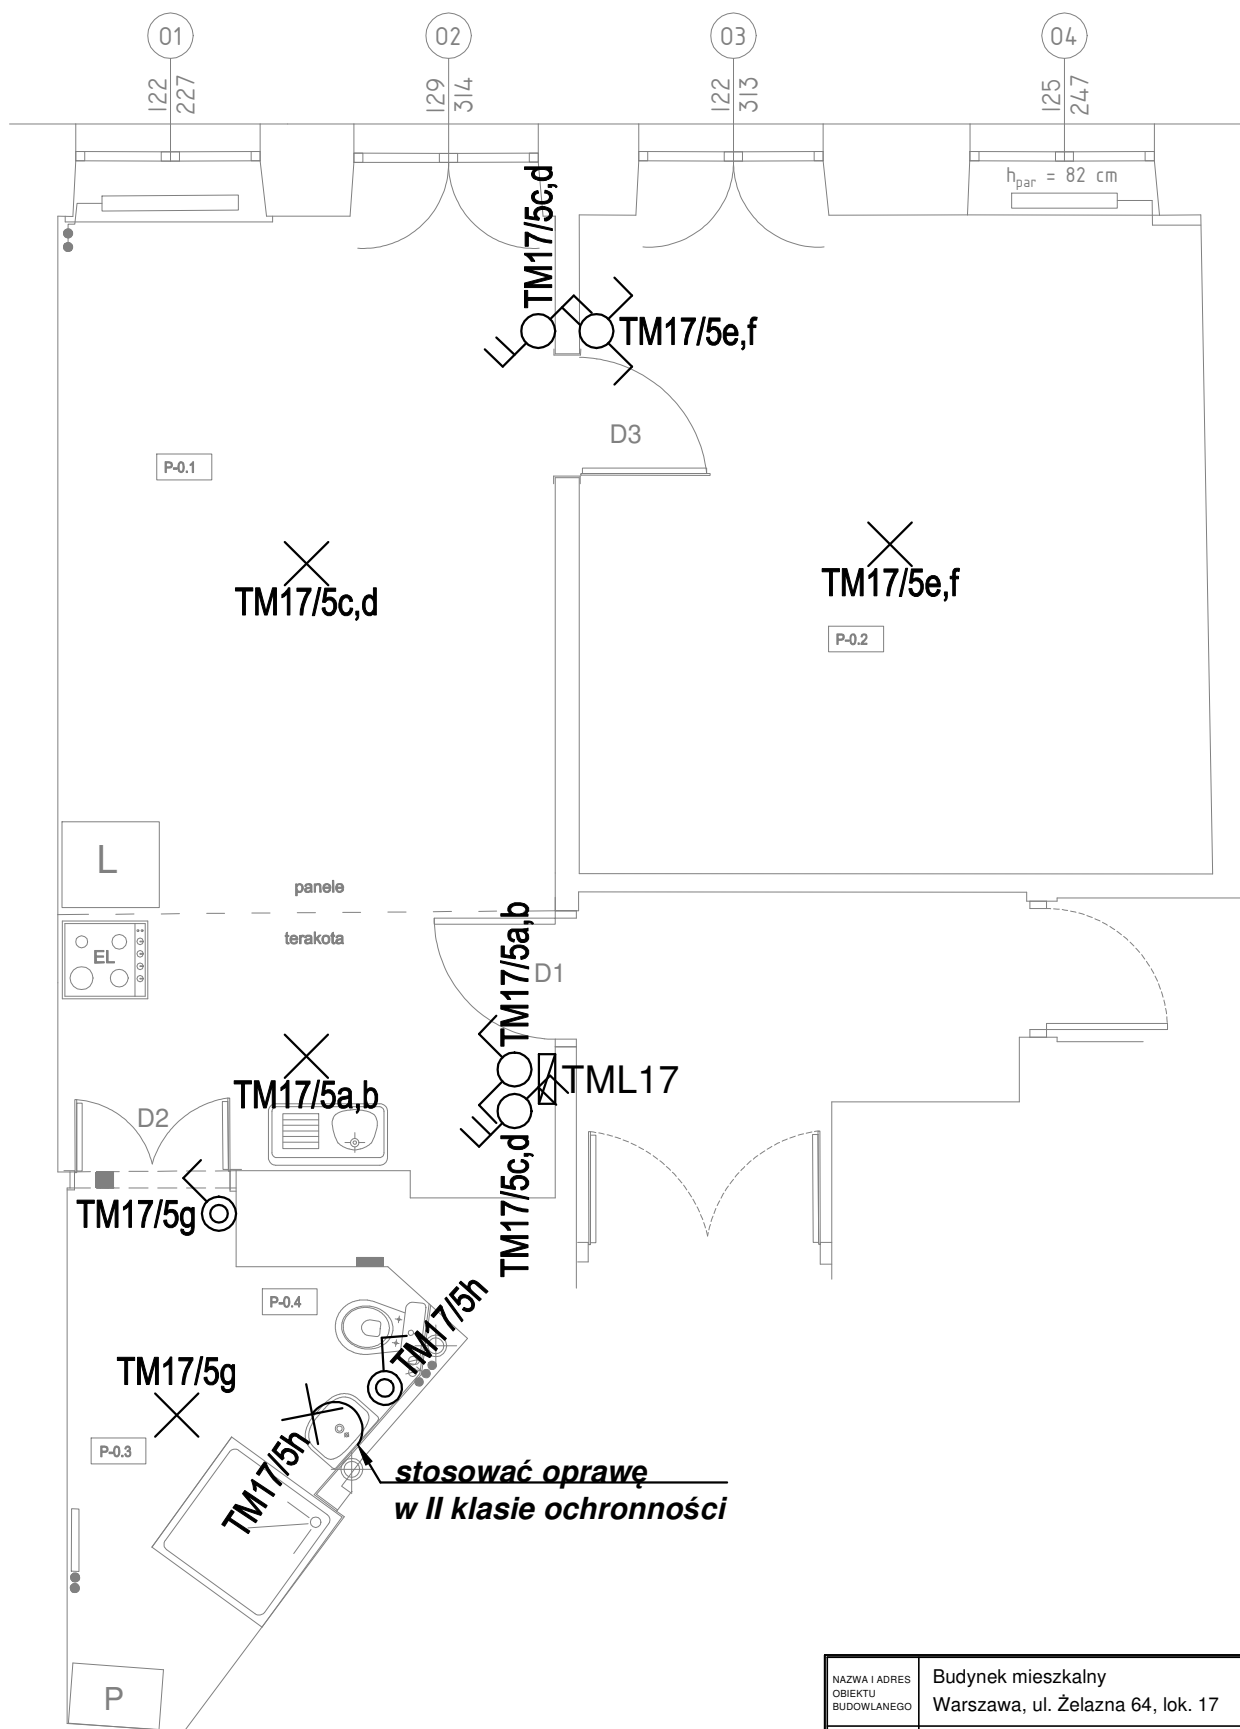 01
02
03
04
122
227
129
314
122
313
125
247
h par = 82 cm
TM17/5c,d
TM17/5e,f
D3
P-0.1
TM17/5c,d
TM17/5e,f
P-0.2
L
panele
terakota
EL
TM17/5a,b
D1
TM17/5a,b
TML17
D2
TM17/5c,d
TM17/5g
P-0.4
TM17/5h
TM17/5g
P-0.3
TM17/5h
stosować oprawę
w II klasie ochronności
P
NAZWA I ADRES
OBIEKTU
BUDOWLANEGO
Budynek mieszkalny
Warszawa, ul. Żelazna 64, lok. 17